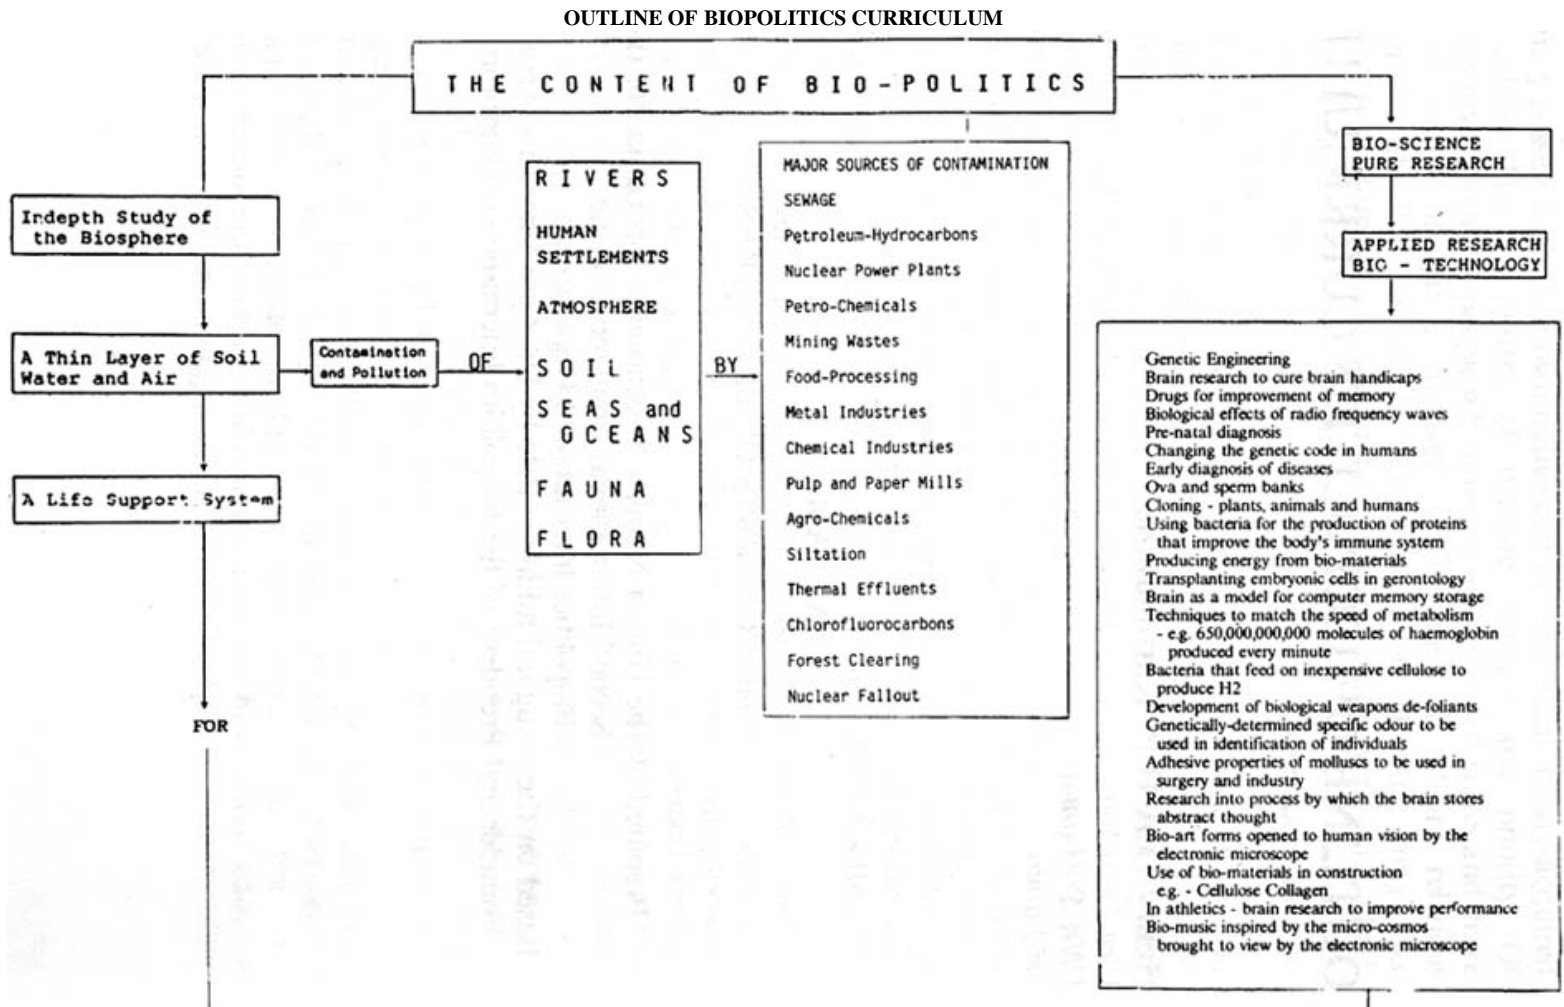 OUTLINE OF BIOPOLITICS CURRICULUM
THE CONTENT OF BIO-POLITICS
Indepth Study of
the Biosphere
A Thin Layer of Soil
Water and Air
A Life Support System
FOR
Contamination
and Pollution
OF
RIVERS
HUMAN
SETTLEMENTS
ATMOSPHERE
SOIL
SEAS and
OCEANS
FAUNA
FLORA
BY
MAJOR SOURCES OF CONTAMINATION
SEWAGE
Petroleum-Hydrocarbons
Nuclear Power Plants
Petro-Chemicals
Mining Wastes
Food-Processing
Metal Industries
Chemical Industries
Pulp and Paper Mills
Agro-Chemicals
Siltation
Thermal Effluents
Chlorofluorocarbons
Forest Clearing
Nuclear Fallout
BIO-SCIENCE
PURE RESEARCH
APPLIED RESEARCH
BIO - TECHNOLOGY
Genetic Engineering
Brain research to cure brain handicaps
Drugs for improvement of memory
Biological effects of radio frequency waves
Pre-natal diagnosis
Changing the genetic code in humans
Early diagnosis of diseases
Ova and sperm banks
Cloning - plants, animals and humans
Using bacteria for the production of proteins
that improve the body's immune system
Producing energy from bio-materials
Transplanting embryonic cells in gerontology
Brain as a model for computer memory storage
Techniques to match the speed of metabolism
- e.g. 650,000,000,000 molecules of haemoglobin
produced every minute
Bacteria that feed on inexpensive cellulose to
produce H2
Development of biological weapons de-foliants
Genetically-determined specific odour to be
used in identification of individuals
Adhesive properties of molluscs to be used in
surgery and industry
Research into process by which the brain stores
abstract thought
Bio-art forms opened to human vision by the
electronic microscope
Use of bio-materials in construction
e.g. - Cellulose Collagen
In athletics - brain research to improve performance
Bio-music inspired by the micro-cosmos
brought to view by the electronic microscope